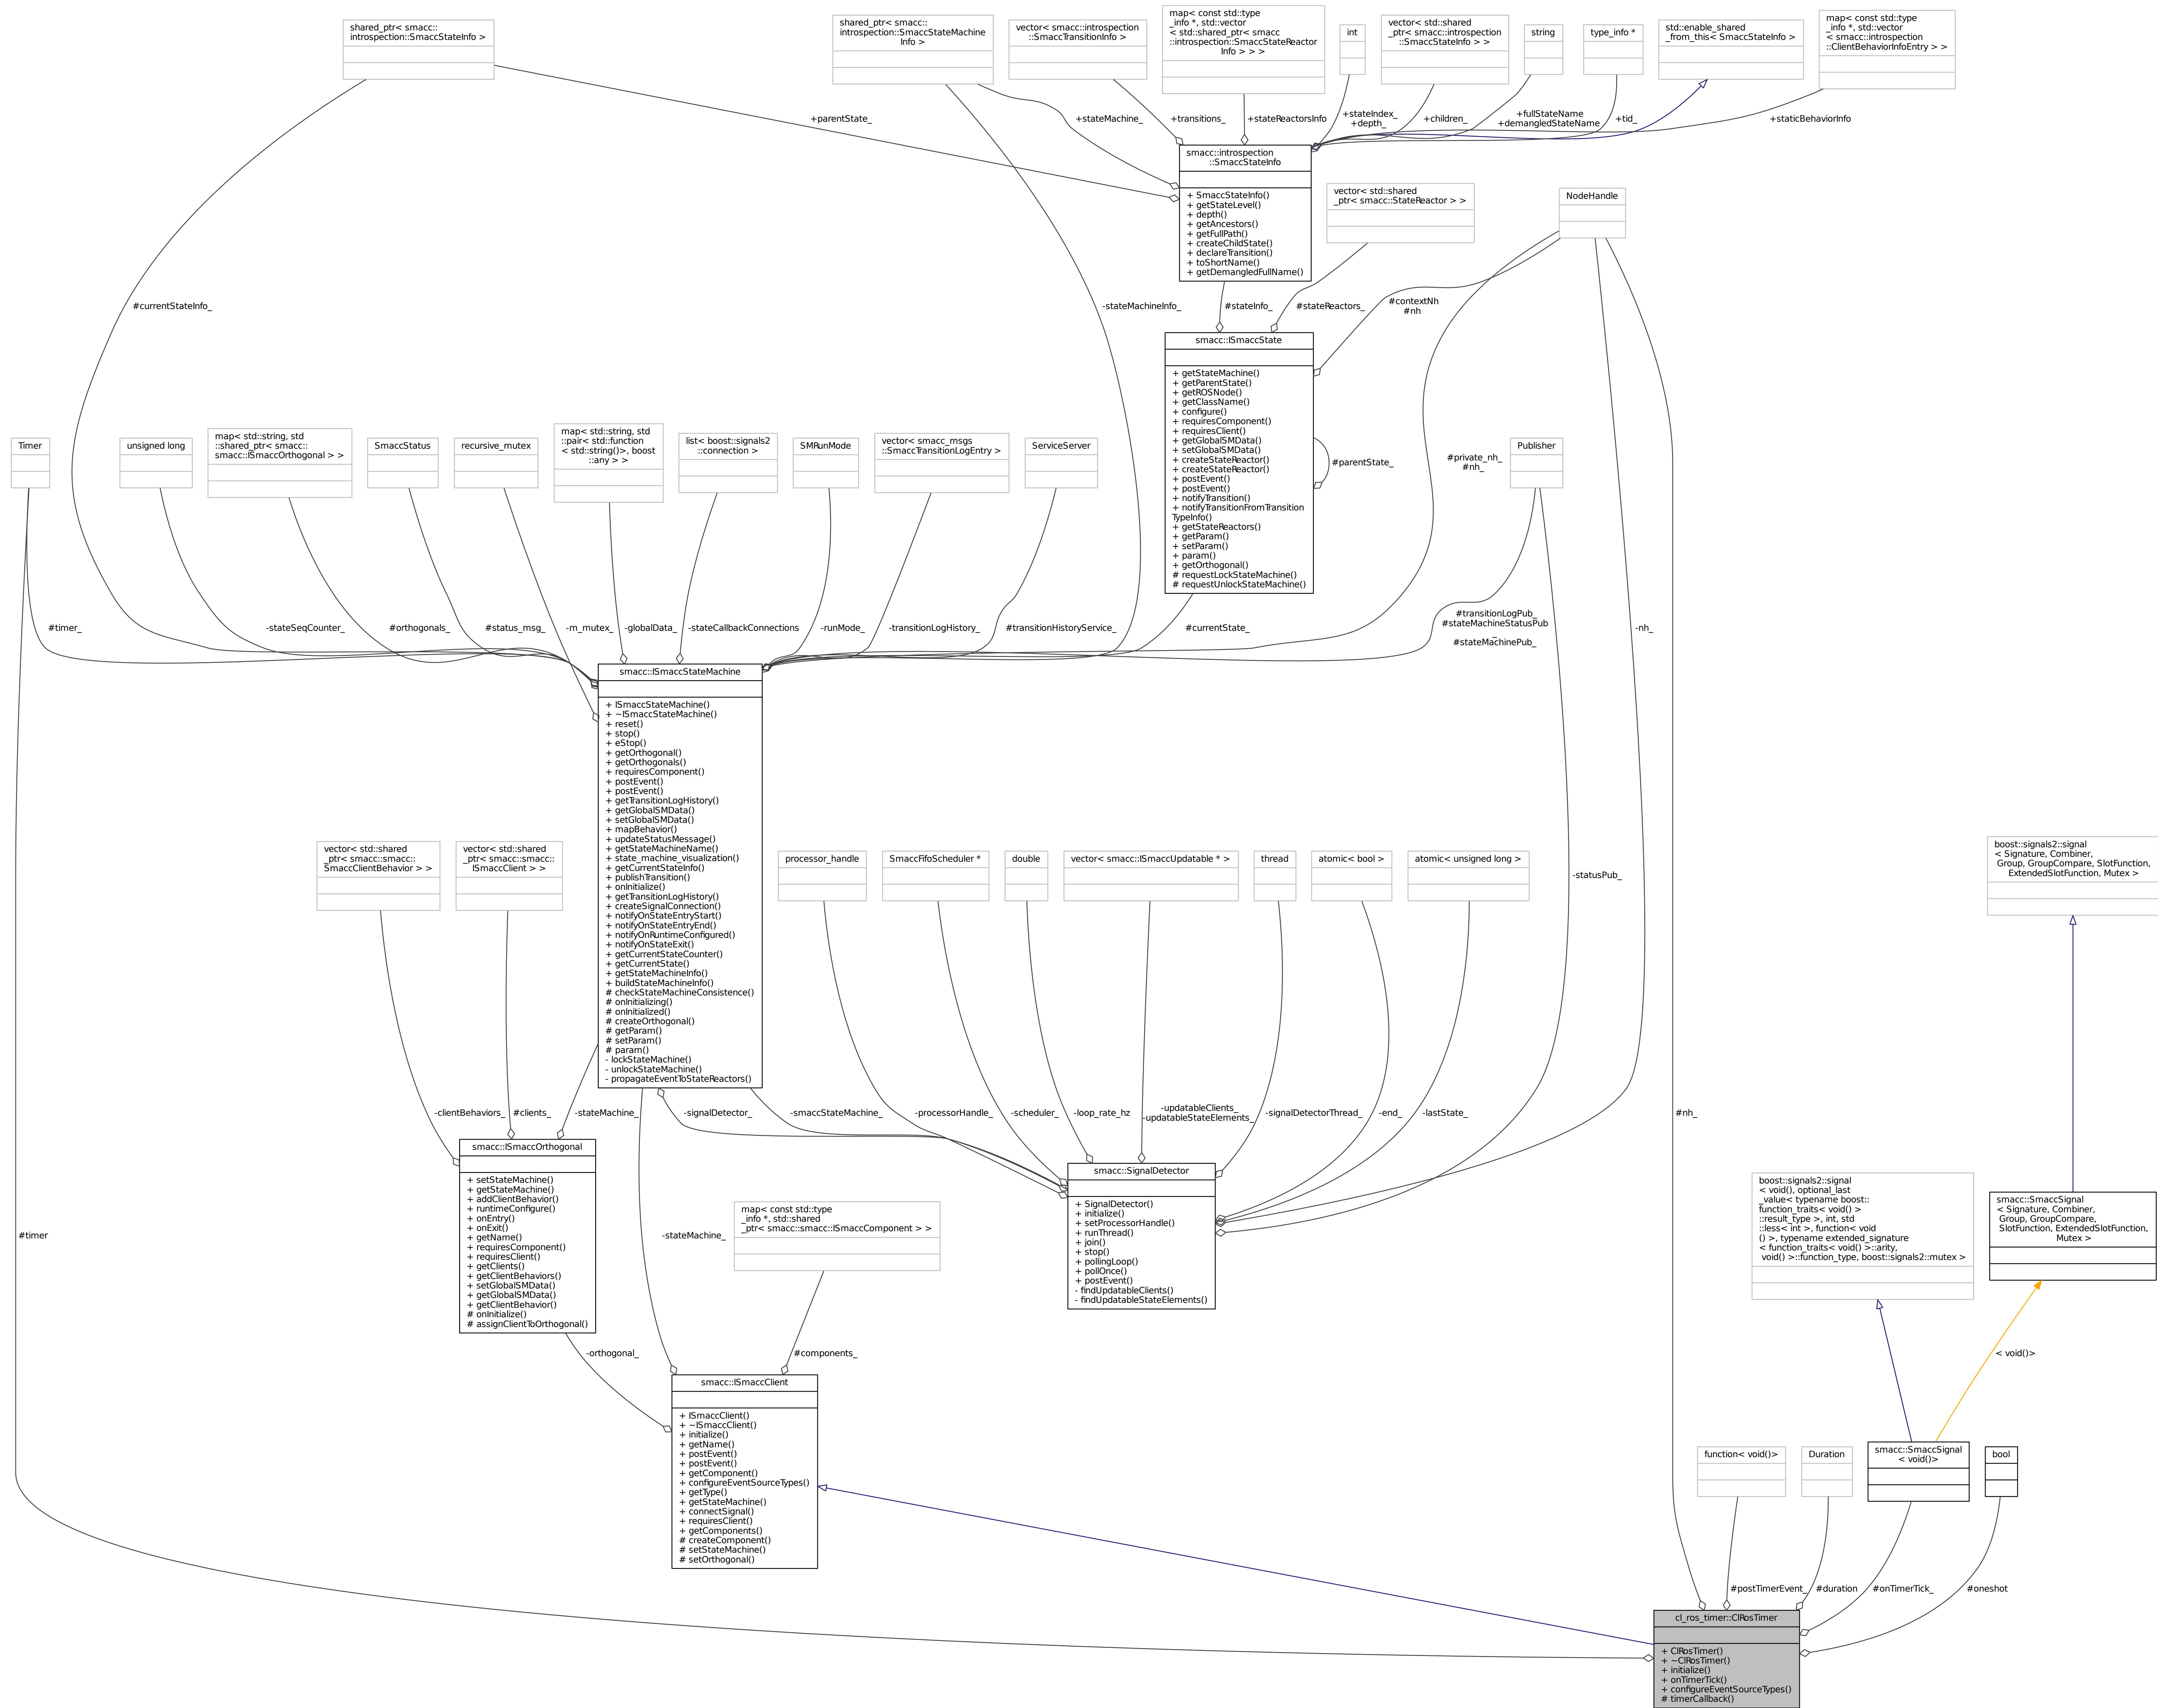 shared_ptr< smacc::
introspection::SmaccStateInfo >
shared_ptr< smacc::
introspection::SmaccStateMachine
Info >
vector< smacc::introspection
::SmaccTransitionInfo >
map< const std::type
_info *, std::vector
< std::shared_ptr< smacc
::introspection::SmaccStateReactor
Info > > >
int
vector< std::shared
_ptr< smacc::introspection
::SmaccStateInfo > >
string
type_info *
std::enable_shared
_from_this< SmaccStateInfo >
map< const std::type
_info *, std::vector
< smacc::introspection
::ClientBehaviorInfoEntry > >
+parentState_
+stateMachine_
+transitions_
+stateReactorsInfo
+stateIndex_
+depth_
+children_
+fullStateName
+demangledStateName
+tid_
+staticBehaviorInfo
smacc::introspection
::SmaccStateInfo
+ SmaccStateInfo()
+ getStateLevel()
+ depth()
+ getAncestors()
+ getFullPath()
+ createChildState()
+ declareTransition()
+ toShortName()
+ getDemangledFullName()
vector< std::shared
_ptr< smacc::StateReactor > >
NodeHandle
#currentStateInfo_
-stateMachineInfo_
#stateInfo_
#stateReactors_
#contextNh
#nh
smacc::ISmaccState
+ getStateMachine()
+ getParentState()
+ getROSNode()
+ getClassName()
+ configure()
+ requiresComponent()
+ requiresClient()
+ getGlobalSMData()
+ setGlobalSMData()
+ createStateReactor()
+ createStateReactor()
+ postEvent()
+ postEvent()
+ notifyTransition()
+ notifyTransitionFromTransition
TypeInfo()
+ getStateReactors()
+ getParam()
+ setParam()
+ param()
+ getOrthogonal()
# requestLockStateMachine()
# requestUnlockStateMachine()
#parentState_
#private_nh_
#nh_
Publisher
Timer
unsigned long
map< std::string, std
::shared_ptr< smacc::
smacc::ISmaccOrthogonal > >
SmaccStatus
recursive_mutex
map< std::string, std
::pair< std::function
< std::string()>, boost
::any > >
list< boost::signals2
::connection >
SMRunMode
vector< smacc_msgs
::SmaccTransitionLogEntry >
ServiceServer
#timer_
-stateSeqCounter_
#orthogonals_
#status_msg_
-m_mutex_
-globalData_
-stateCallbackConnections
-runMode_
-transitionLogHistory_
#transitionHistoryService_
#currentState_
#transitionLogPub_
#stateMachineStatusPub
_
#stateMachinePub_
-nh_
smacc::ISmaccStateMachine
+ ISmaccStateMachine()
+ ~ISmaccStateMachine()
+ reset()
+ stop()
+ eStop()
+ getOrthogonal()
+ getOrthogonals()
+ requiresComponent()
+ postEvent()
+ postEvent()
+ getTransitionLogHistory()
+ getGlobalSMData()
+ setGlobalSMData()
+ mapBehavior()
+ updateStatusMessage()
+ getStateMachineName()
+ state_machine_visualization()
+ getCurrentStateInfo()
+ publishTransition()
+ onInitialize()
+ getTransitionLogHistory()
+ createSignalConnection()
+ notifyOnStateEntryStart()
+ notifyOnStateEntryEnd()
+ notifyOnRuntimeConfigured()
+ notifyOnStateExit()
+ getCurrentStateCounter()
+ getCurrentState()
+ getStateMachineInfo()
+ buildStateMachineInfo()
# checkStateMachineConsistence()
# onInitializing()
# onInitialized()
# createOrthogonal()
# getParam()
# setParam()
# param()
- lockStateMachine()
- unlockStateMachine()
- propagateEventToStateReactors()
vector< std::shared
_ptr< smacc::smacc::
SmaccClientBehavior > >
vector< std::shared
_ptr< smacc::smacc::
ISmaccClient > >
processor_handle
SmaccFifoScheduler *
double
vector< smacc::ISmaccUpdatable * >
thread
atomic< bool >
atomic< unsigned long >
-statusPub_
boost::signals2::signal
< Signature, Combiner,
Group, GroupCompare, SlotFunction,
ExtendedSlotFunction, Mutex >
-clientBehaviors_
#clients_
-stateMachine_
-signalDetector_
-smaccStateMachine_
-processorHandle_
-scheduler_
-loop_rate_hz
-updatableClients_
-updatableStateElements_
-signalDetectorThread_
-end_
-lastState_
#nh_
smacc::ISmaccOrthogonal
+ setStateMachine()
+ getStateMachine()
+ addClientBehavior()
+ runtimeConfigure()
+ onEntry()
+ onExit()
+ getName()
+ requiresComponent()
+ requiresClient()
+ getClients()
+ getClientBehaviors()
+ setGlobalSMData()
+ getGlobalSMData()
+ getClientBehavior()
# onInitialize()
# assignClientToOrthogonal()
smacc::SignalDetector
+ SignalDetector()
+ initialize()
+ setProcessorHandle()
+ runThread()
+ join()
+ stop()
+ pollingLoop()
+ pollOnce()
+ postEvent()
- findUpdatableClients()
- findUpdatableStateElements()
boost::signals2::signal
< void(), optional_last
_value< typename boost::
function_traits< void() >
::result_type >, int, std
::less< int >, function< void
() >, typename extended_signature
< function_traits< void() >::arity,
void() >::function_type, boost::signals2::mutex >
smacc::SmaccSignal
< Signature, Combiner,
Group, GroupCompare,
SlotFunction, ExtendedSlotFunction,
Mutex >
#timer
-stateMachine_
map< const std::type
_info *, std::shared
_ptr< smacc::smacc::ISmaccComponent > >
-orthogonal_
#components_
< void()>
smacc::ISmaccClient
+ ISmaccClient()
+ ~ISmaccClient()
+ initialize()
+ getName()
+ postEvent()
+ postEvent()
+ getComponent()
+ configureEventSourceTypes()
+ getType()
+ getStateMachine()
+ connectSignal()
+ requiresClient()
+ getComponents()
# createComponent()
# setStateMachine()
# setOrthogonal()
function< void()>
Duration
smacc::SmaccSignal
< void()>
bool
#postTimerEvent_
#duration
#onTimerTick_
#oneshot
cl_ros_timer::ClRosTimer
+ ClRosTimer()
+ ~ClRosTimer()
+ initialize()
+ onTimerTick()
+ configureEventSourceTypes()
# timerCallback()